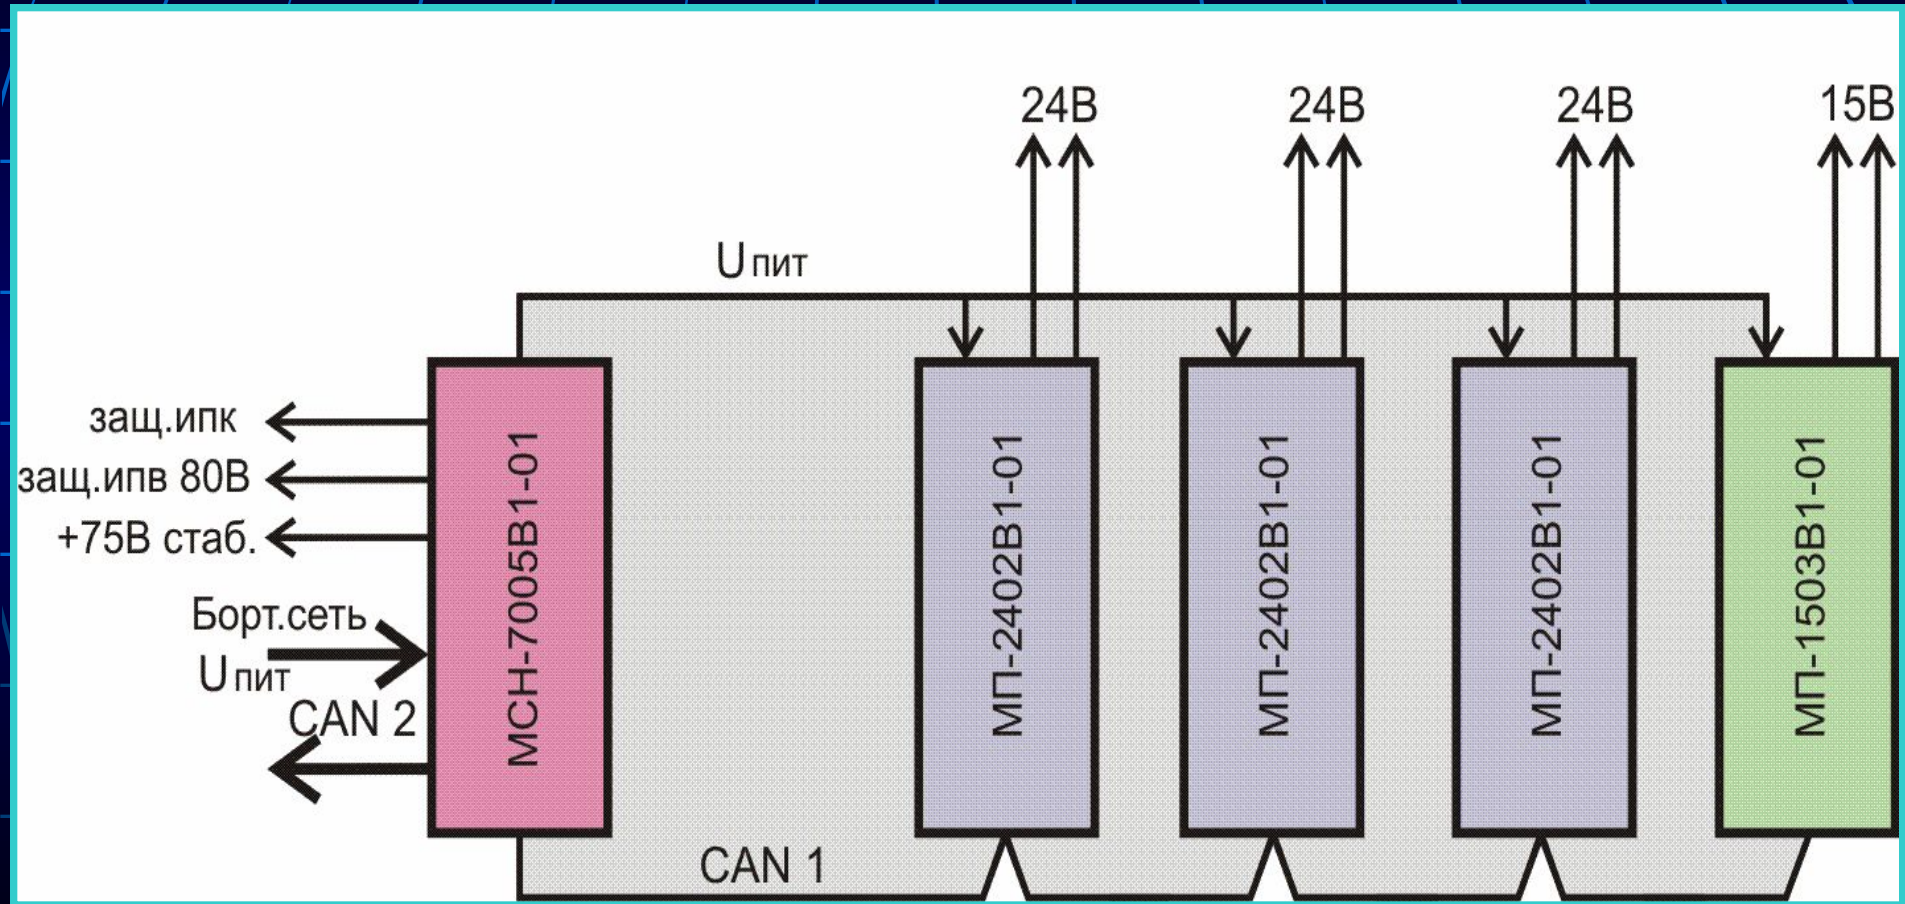 24В 24В 24В 15В
Uпит
защ.ипк
защ.ипв 80В
+75В стаб.
Борт.сеть
Uпит
CAN 2
МСН-7005В1-01
МП-2402В1-01
МП-2402В1-01
МП-2402В1-01
МП-1503В1-01
CAN 1